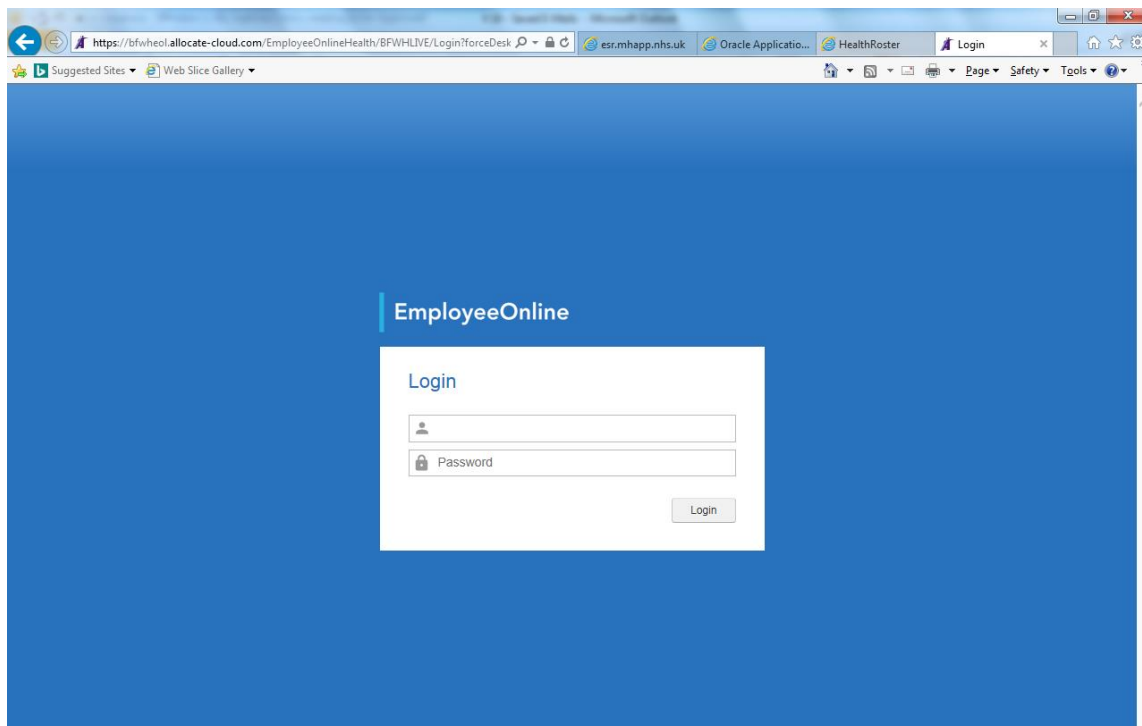 https://bfwheol.allocate-cloud.com/EmployeeOnlineHealth/BFWHLIVE/Login?forceDesk
esr.mhapp.nhs.uk
Oracle Applicatio...
HealthRoster
Login
Suggested Sites
Web Slice Gallery
Page
Safety
Tools
EmployeeOnline
Login
Password
Login